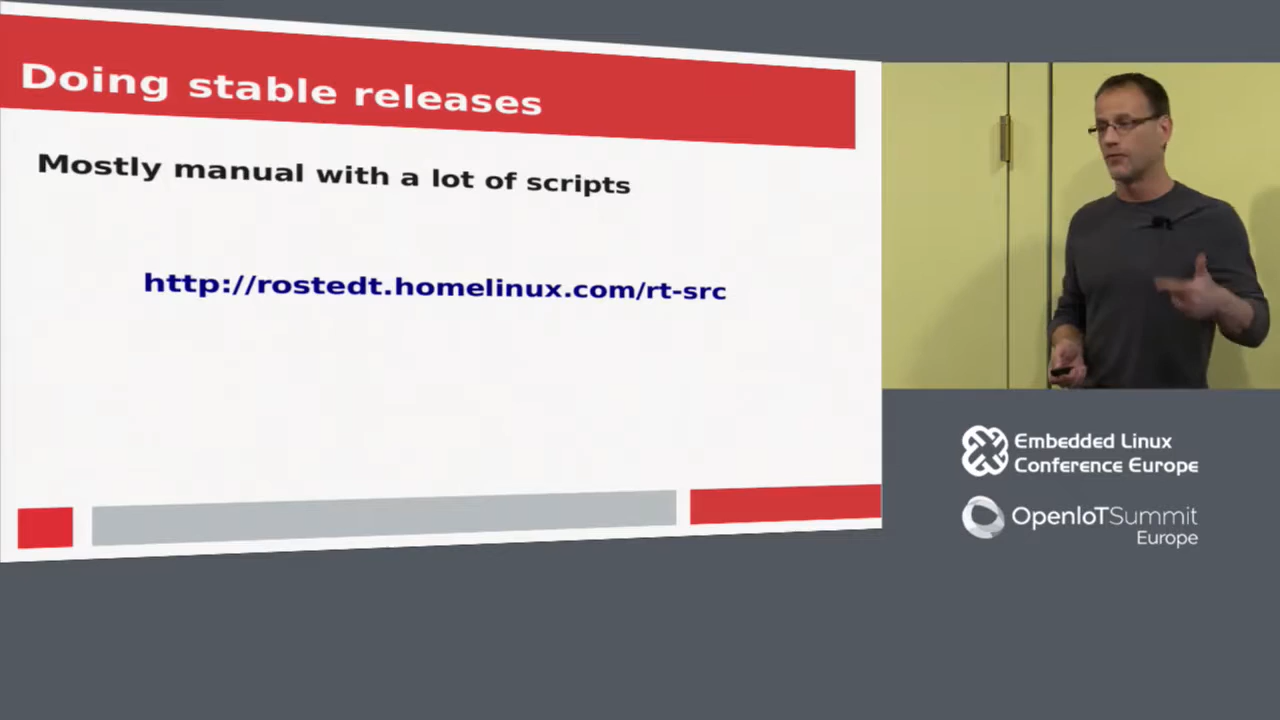 Doing stable releases
Mostly manual with a lot of scripts
http://rostedt.homelinux.com/rt-src
Embedded Linux
Conference Europe
OpenIoTSummit
Europe